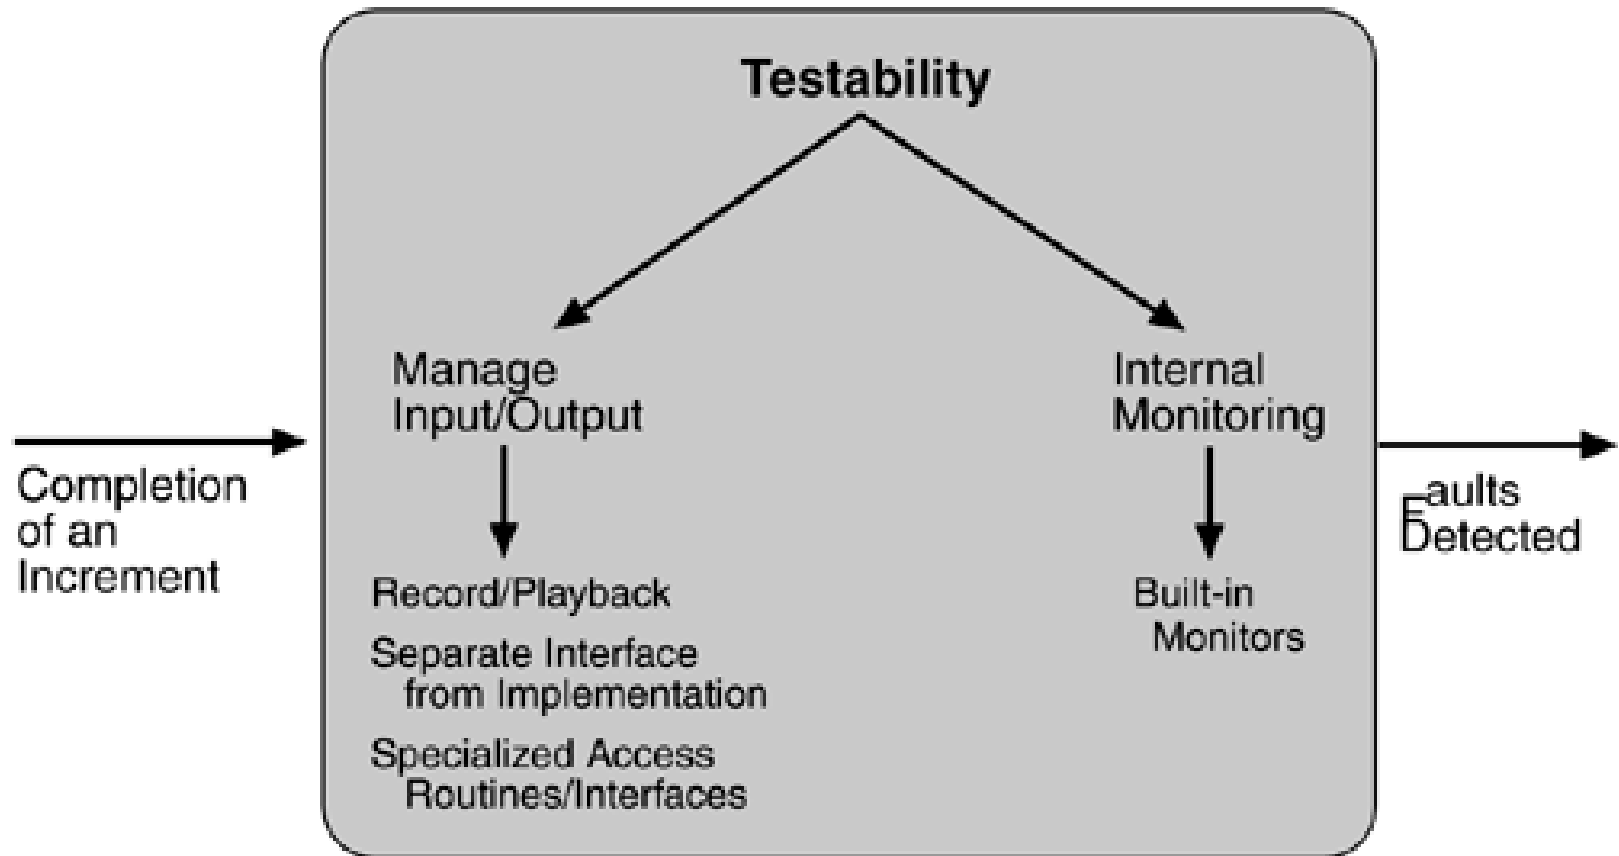 Testability
Manage
Input/Output
Internal
Monitoring
Completion
of an
Increment
Faults
Detected
Record/Playback
Separate Interface
from Implementation
Specialized Access
Routines/Interfaces
Built-in
Monitors